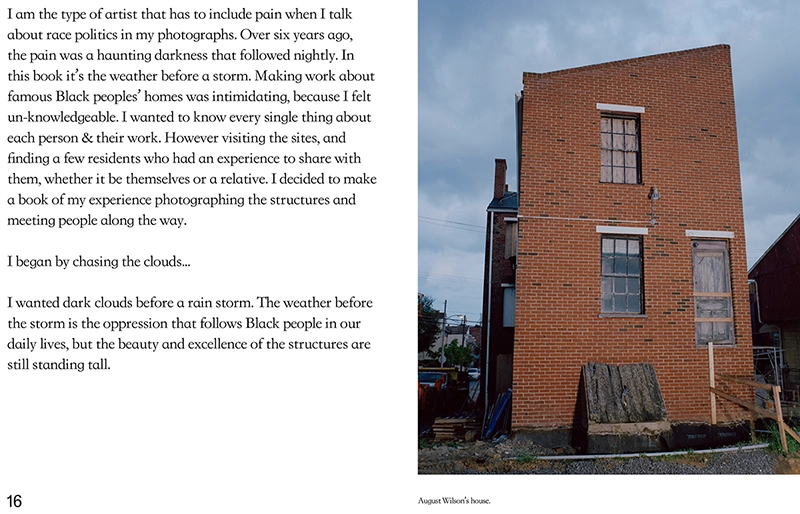 I am the type of artist that has to include pain when I talk
about race politics in my photographs. Over six years ago,
the pain was a haunting darkness that followed nightly. In
this book it's the weather before a storm. Making work about
famous Black peoples' homes was intimidating, because I felt
un-knowledgeable. I wanted to know every single thing about
each person & their work. However visiting the sites, and
finding a few residents who had an experience to share with
them, whether it be themselves or a relative. I decided to make
a book of my experience photographing the structures and
meeting people along the way.
I began by chasing the clouds...
I wanted dark clouds before a rain storm. The weather before
the storm is the oppression that follows Black people in our
daily lives, but the beauty and excellence of the structures are
still standing tall.
16
August Wilson's house.